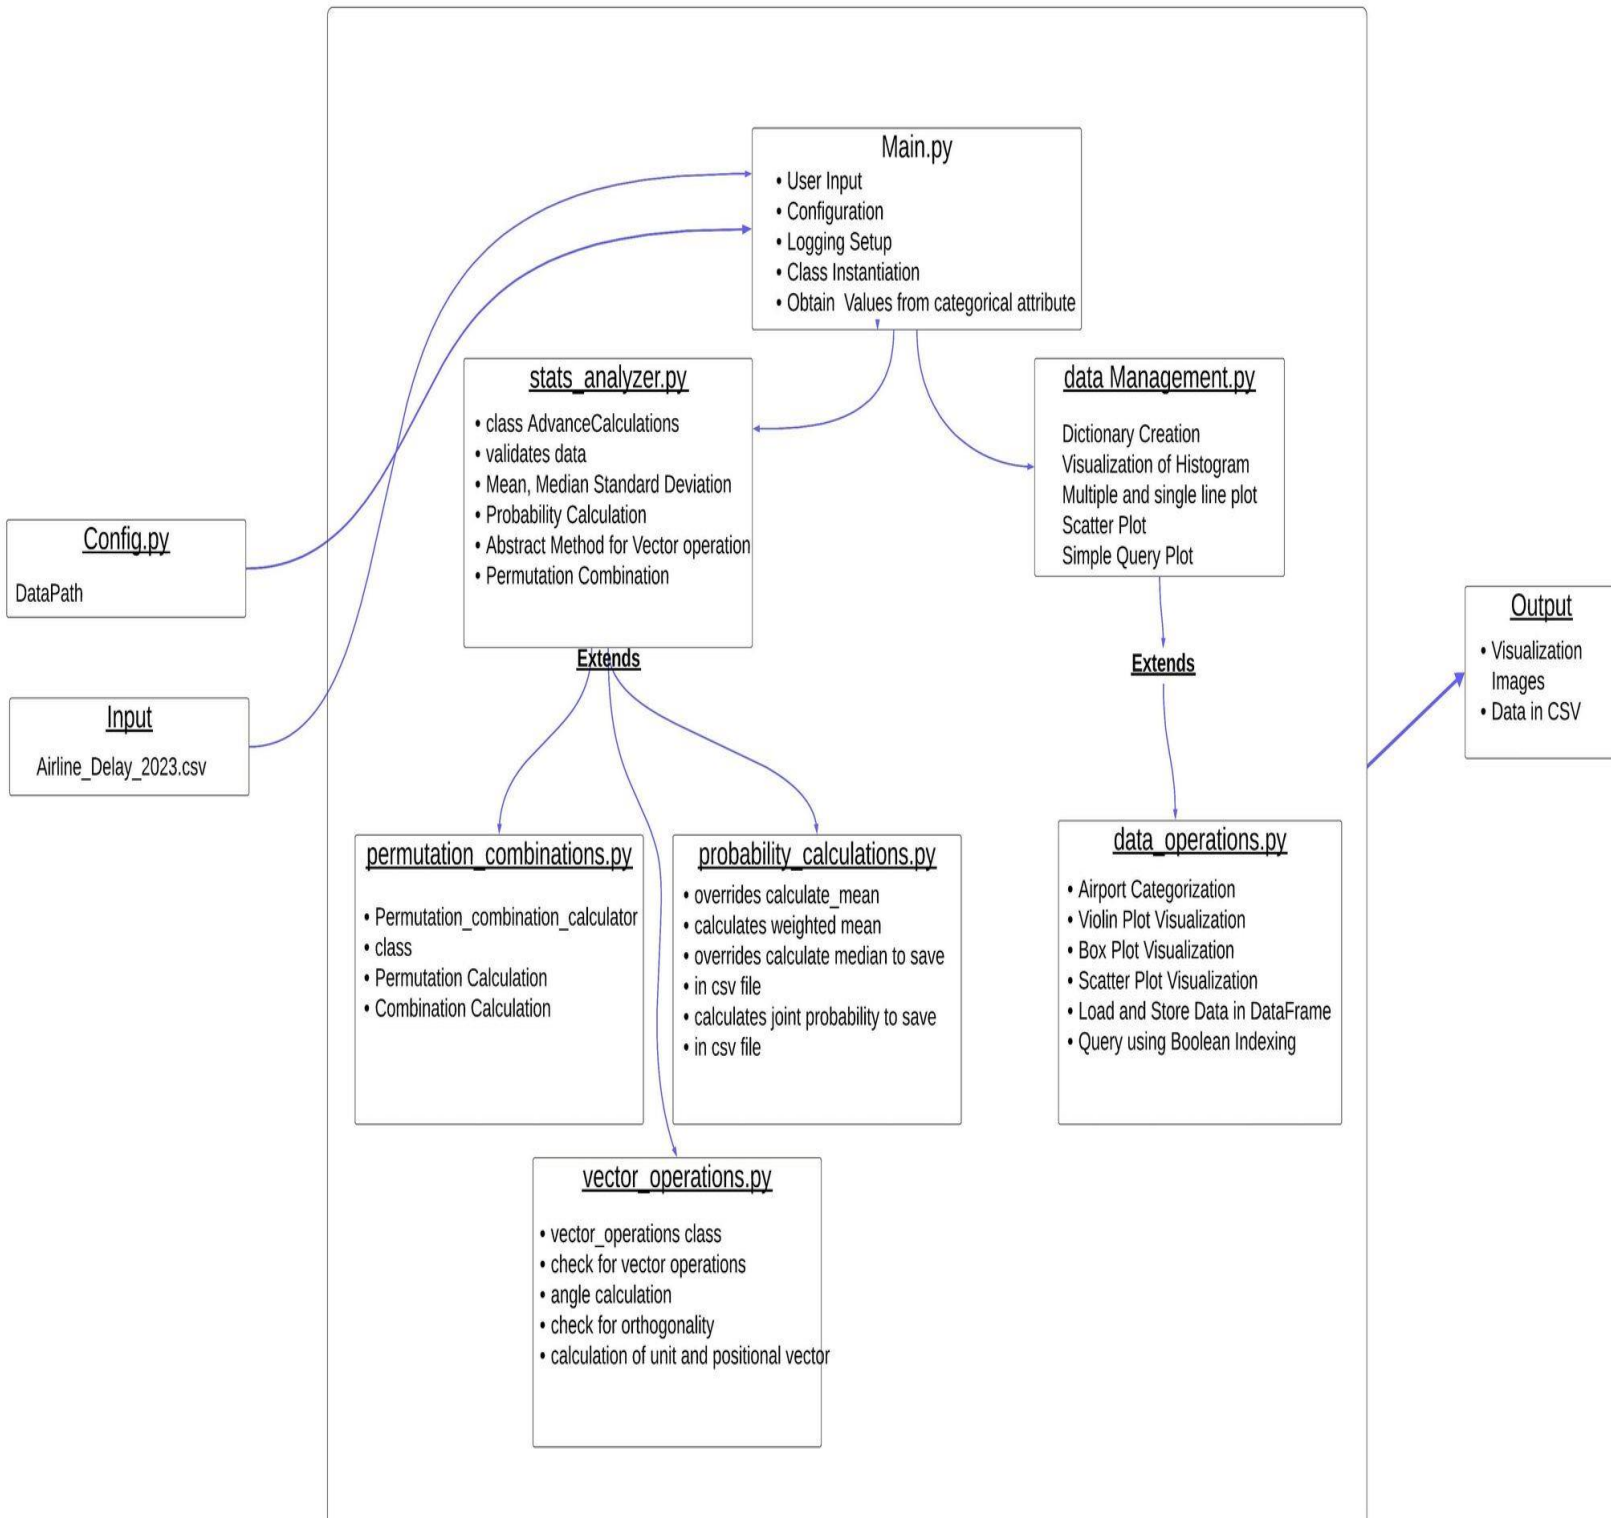 Main.py
• User Input
• Configuration
• Logging Setup
• Class Instantiation
• Obtain  Values from categorical attribute
stats_analyzer.py
• class AdvanceCalculations
• validates data
• Mean, Median Standard Deviation
• Probability Calculation
• Abstract Method for Vector operation
• Permutation Combination
data Management.py
Dictionary Creation
Visualization of Histogram
Multiple and single line plot
Scatter Plot
Simple Query Plot
Config.py
DataPath
Input
Airline_Delay_2023.csv
Extends
Extends
Output
• Visualization
Images
• Data in CSV
permutation_combinations.py
• Permutation_combination_calculator
• class
• Permutation Calculation
• Combination Calculation
probability_calculations.py
• overrides calculate_mean
• calculates weighted mean
• overrides calculate median to save
• in csv file
• calculates joint probability to save
• in csv file
data_operations.py
• Airport Categorization
• Violin Plot Visualization
• Box Plot Visualization
• Scatter Plot Visualization
• Load and Store Data in DataFrame
• Query using Boolean Indexing
vector_operations.py
• vector_operations class
• check for vector operations
• angle calculation
• check for orthogonality
• calculation of unit and positional vector